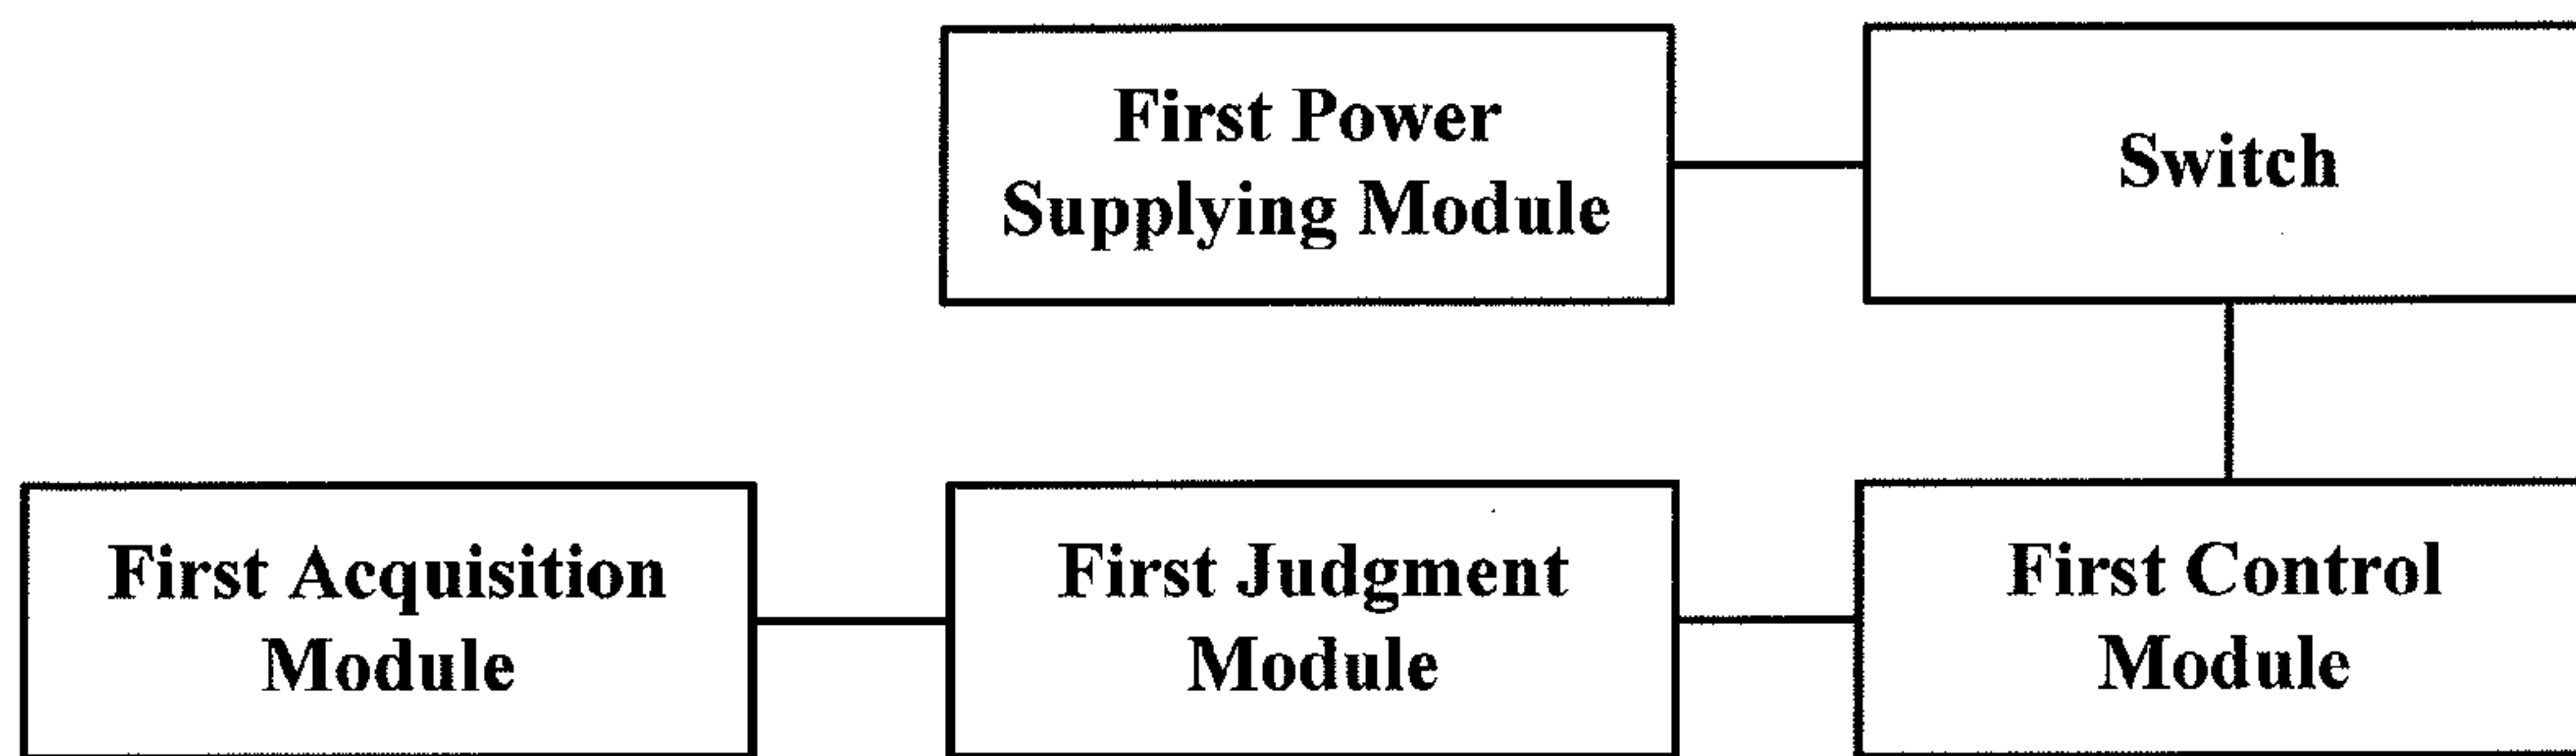 First Power
Supplying Module
Switch
First Acquisition
Module
First Judgment
Module
First Control
Module